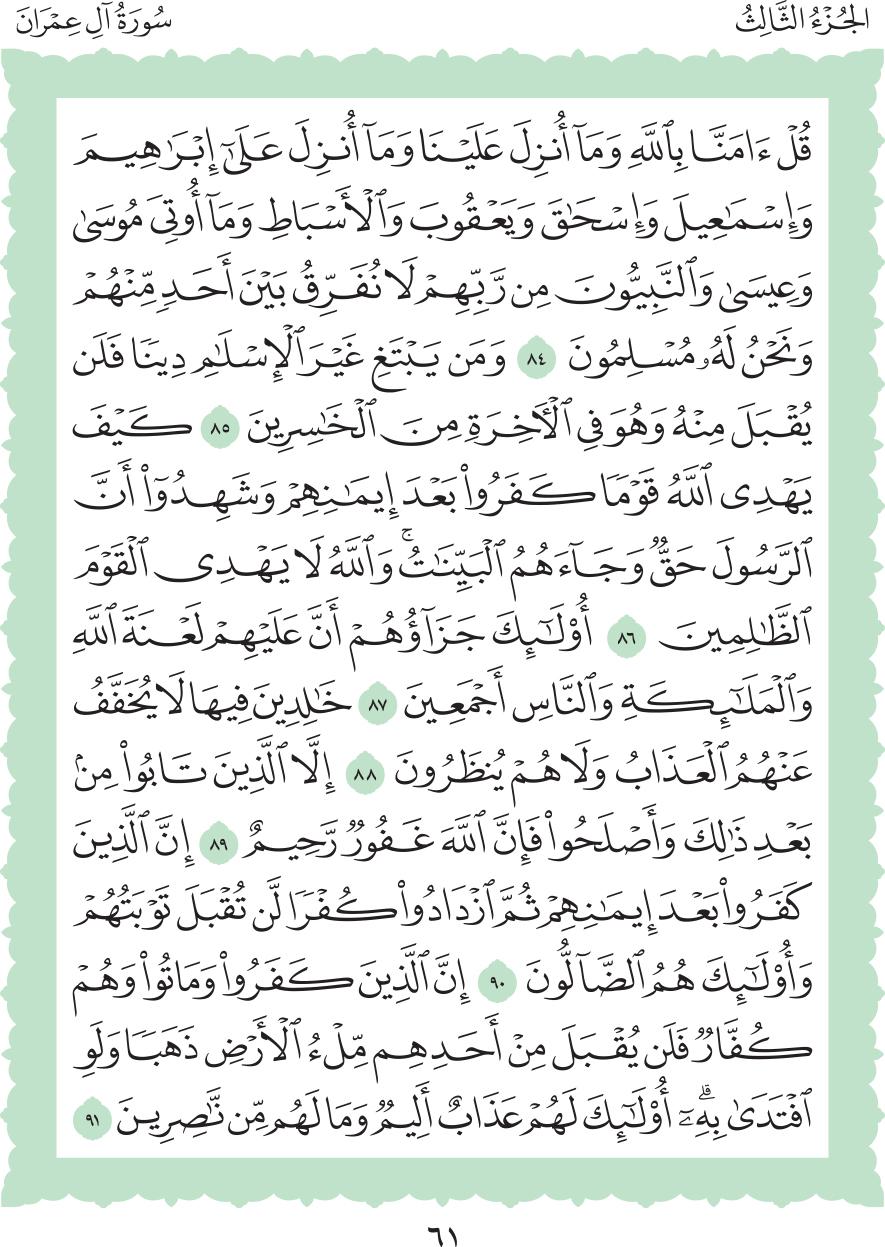 الجُزْءُ الثَّالِثُ
سُورَةُ آلِ عِمْرَانَ
قُلْ ءَامَنَّا بِٱللَّهِ وَمَآ أُنزِلَ عَلَيْنَا وَمَآ أُنزِلَ عَلَىٰٓ إِبْرَٰهِيمَ
وَإِسْمَٰعِيلَ وَإِسْحَٰقَ وَيَعْقُوبَ وَٱلْأَسْبَاطِ وَمَآ أُوتِىَ مُوسَىٰ
وَعِيسَىٰ وَٱلنَّبِيُّونَ مِن رَّبِّهِمْ لَا نُفَرِّقُ بَيْنَ أَحَدٍ مِّنْهُمْ
وَنَحْنُ لَهُۥ مُسْلِمُونَ ٨٤ وَمَن يَبْتَغِ غَيْرَ ٱلْإِسْلَٰمِ دِينًا فَلَن
يُقْبَلَ مِنْهُ وَهُوَ فِى ٱلْأَخِرَةِ مِنَ ٱلْخَٰسِرِينَ ٨٥ كَيْفَ
يَهْدِى ٱللَّهُ قَوْمًا كَفَرُوا۟ بَعْدَ إِيمَٰنِهِمْ وَشَهِدُوٓا۟ أَنَّ
ٱلرَّسُولَ حَقٌّ وَجَآءَهُمُ ٱلْبَيِّنَٰتُ ۚ وَٱللَّهُ لَا يَهْدِى ٱلْقَوْمَ
ٱلظَّٰلِمِينَ ٨٦ أُو۟لَٰٓئِكَ جَزَآؤُهُمْ أَنَّ عَلَيْهِمْ لَعْنَةَ ٱللَّهِ
وَٱلْمَلَٰٓئِكَةِ وَٱلنَّاسِ أَجْمَعِينَ ٨٧ خَٰلِدِينَ فِيهَا لَا يُخَفَّفُ
عَنْهُمُ ٱلْعَذَابُ وَلَا هُمْ يُنظَرُونَ ٨٨ إِلَّا ٱلَّذِينَ تَابُوا۟ مِنۢ
بَعْدِ ذَٰلِكَ وَأَصْلَحُوا۟ فَإِنَّ ٱللَّهَ غَفُورٌ رَّحِيمٌ ٨٩ إِنَّ ٱلَّذِينَ
كَفَرُوا۟ بَعْدَ إِيمَٰنِهِمْ ثُمَّ ٱزْدَادُوا۟ كُفْرًا لَّن تُقْبَلَ تَوْبَتُهُمْ
وَأُو۟لَٰٓئِكَ هُمُ ٱلضَّآلُّونَ ٩٠ إِنَّ ٱلَّذِينَ كَفَرُوا۟ وَمَاتُوا۟ وَهُمْ
كُفَّارٌ فَلَن يُقْبَلَ مِنْ أَحَدِهِم مِّلْءُ ٱلْأَرْضِ ذَهَبًا وَلَوِ
ٱفْتَدَىٰ بِهِۦٓ ۗ أُو۟لَٰٓئِكَ لَهُمْ عَذَابٌ أَلِيمٌ وَمَا لَهُم مِّن نَّٰصِرِينَ ٩١
٦١